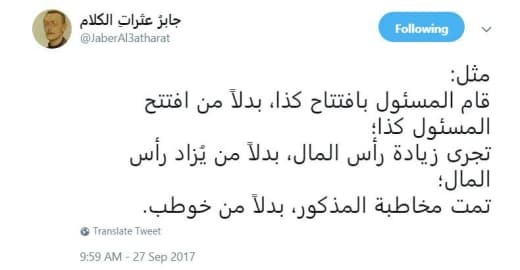 جابرُ عثراتِ الكلام
@JaberAl3atharat
Following
مثل:
قام المسئول بافتتاح كذا، بدلاً من افتتح
المسئول كذا؛
تجرى زيادة رأس المال، بدلاً من يُزاد رأس
المال؛
تمت مخاطبة المذكور، بدلاً من خوطب.
Translate Tweet
9:59 AM - 27 Sep 2017